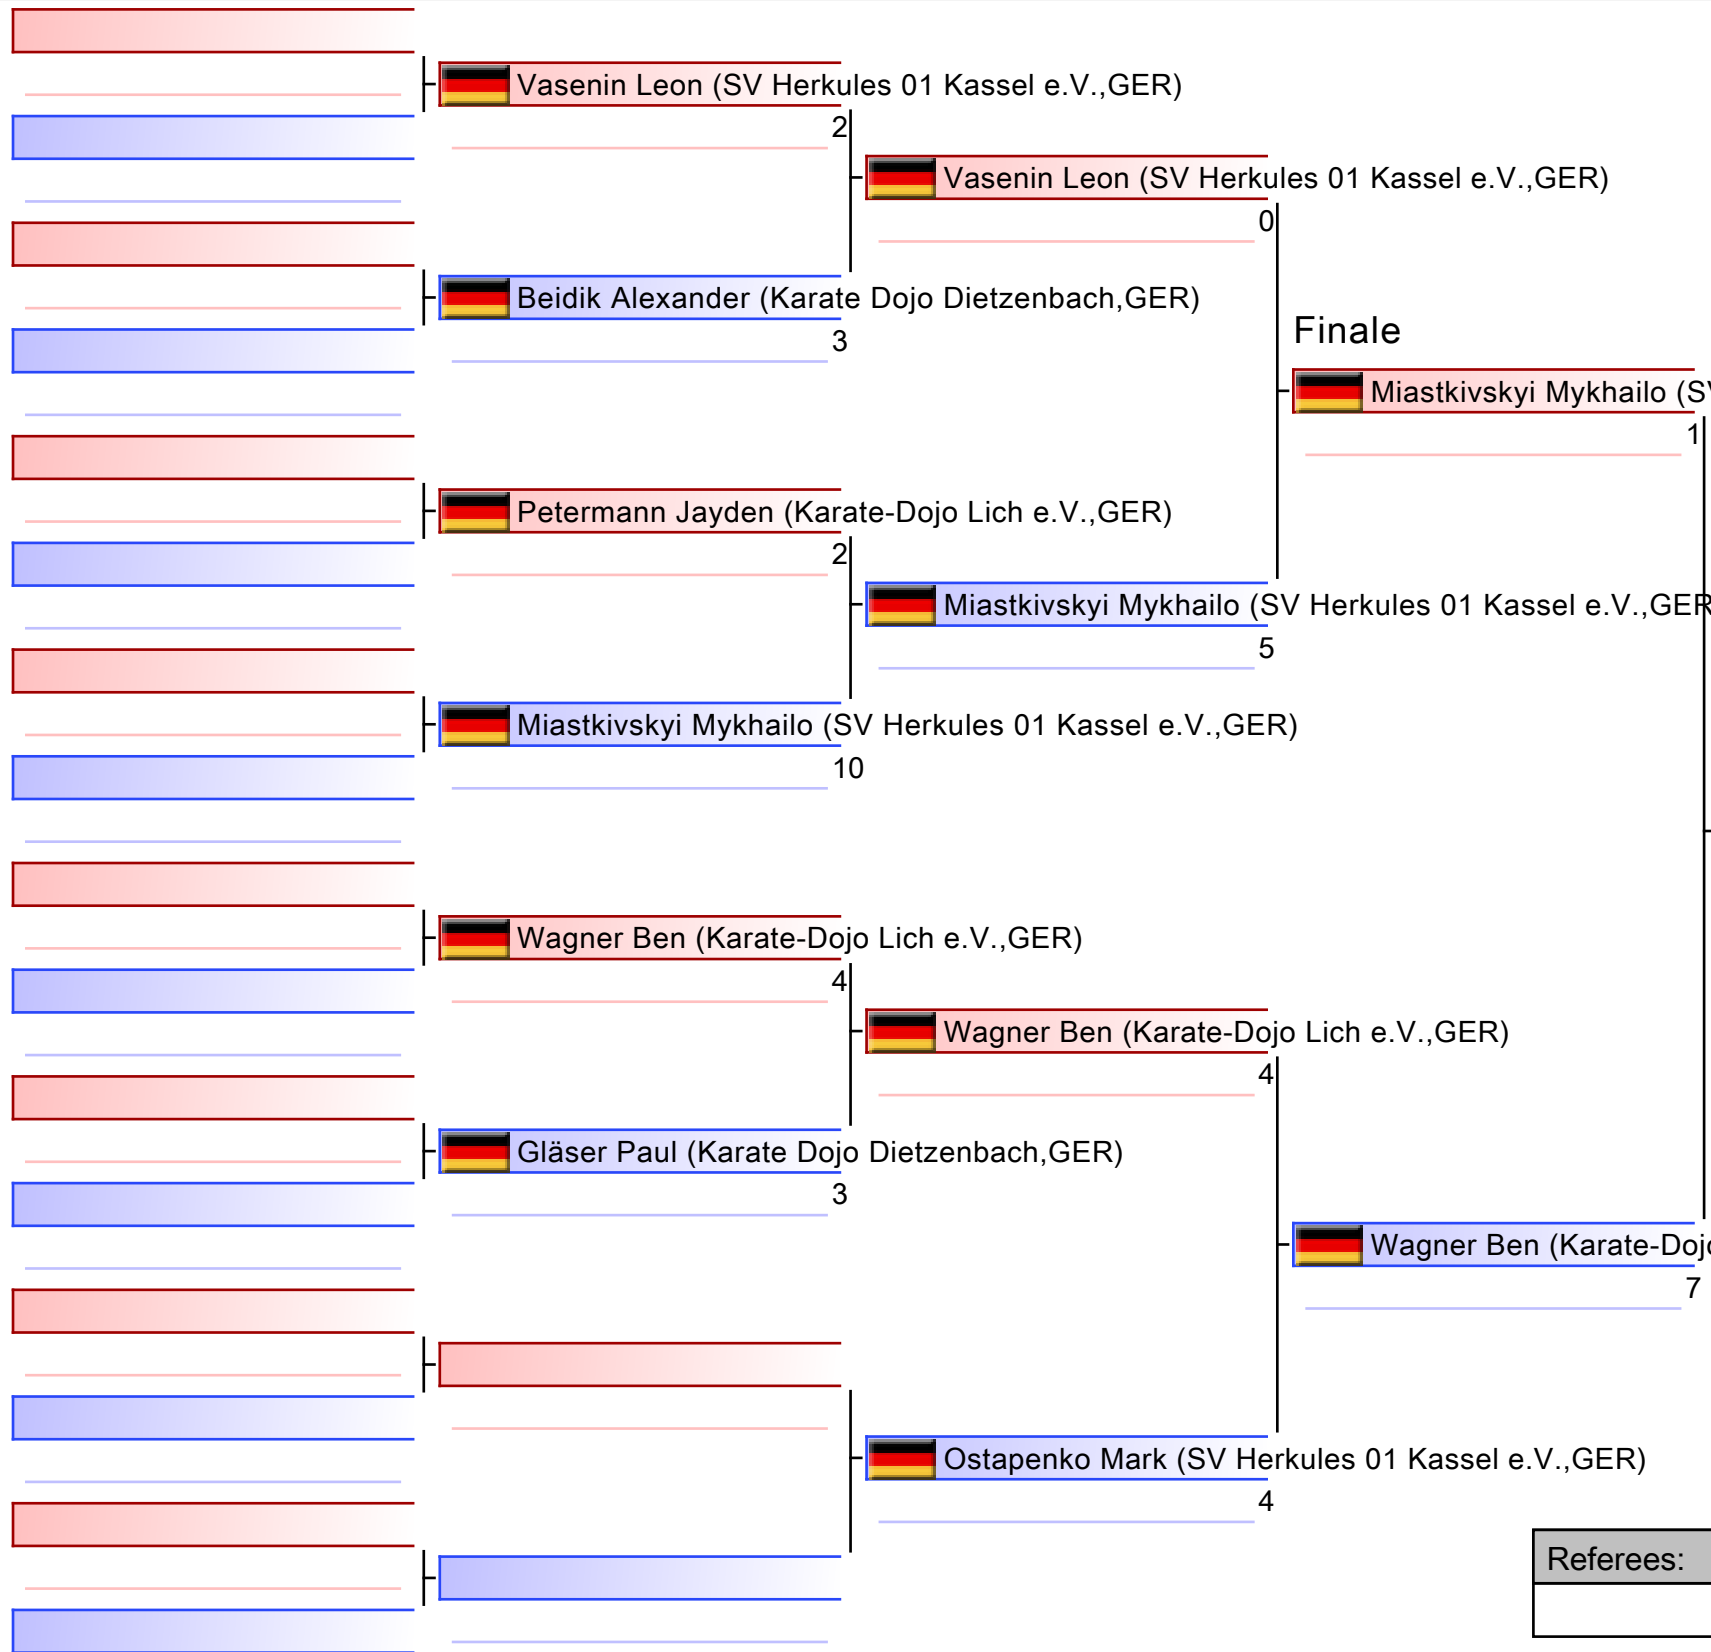 Vasenin Leon (SV Herkules 01 Kassel e.V.,GER)
2
Vasenin Leon (SV Herkules 01 Kassel e.V.,GER)
0
Beidik Alexander (Karate Dojo Dietzenbach,GER)
3
Finale
Miastkivskyi Mykhailo (SV
1
Petermann Jayden (Karate-Dojo Lich e.V.,GER)
2
Miastkivskyi Mykhailo (SV Herkules 01 Kassel e.V.,GER
5
Miastkivskyi Mykhailo (SV Herkules 01 Kassel e.V.,GER)
10
Wagner Ben (Karate-Dojo Lich e.V.,GER)
4
Wagner Ben (Karate-Dojo Lich e.V.,GER)
4
Gläser Paul (Karate Dojo Dietzenbach,GER)
3
Wagner Ben (Karate-Dojo
7
Ostapenko Mark (SV Herkules 01 Kassel e.V.,GER)
4
Referees: